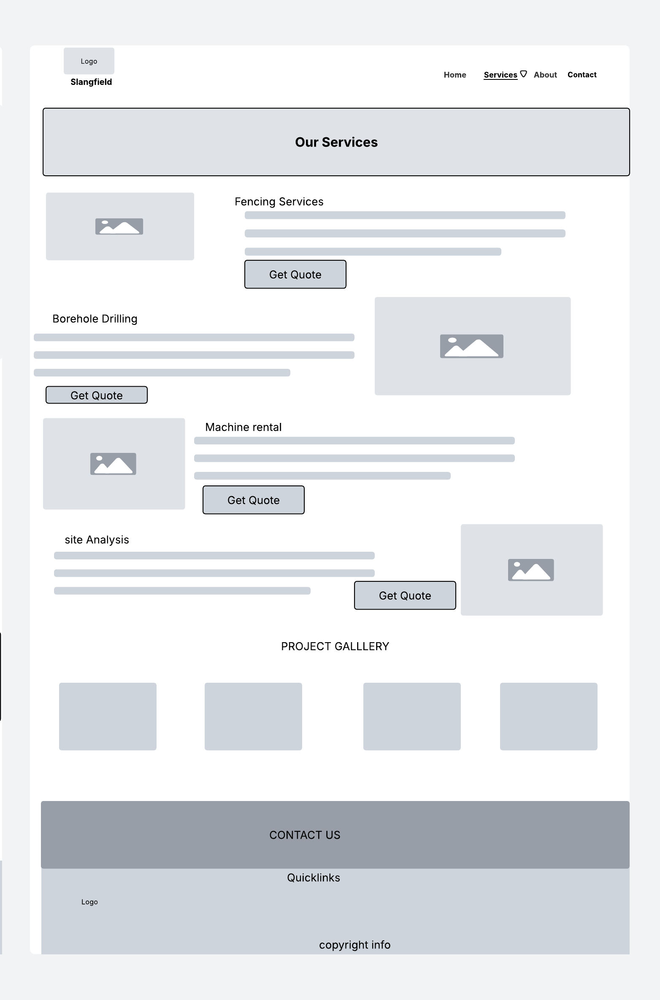 Logo
Slangfield
Home Services About Contact
Our Services
Fencing Services
Get Quote
Borehole Drilling
Get Quote
Machine rental
Get Quote
site Analysis
Get Quote
PROJECT GALLLERY
CONTACT US
Quicklinks
Logo
copyright info